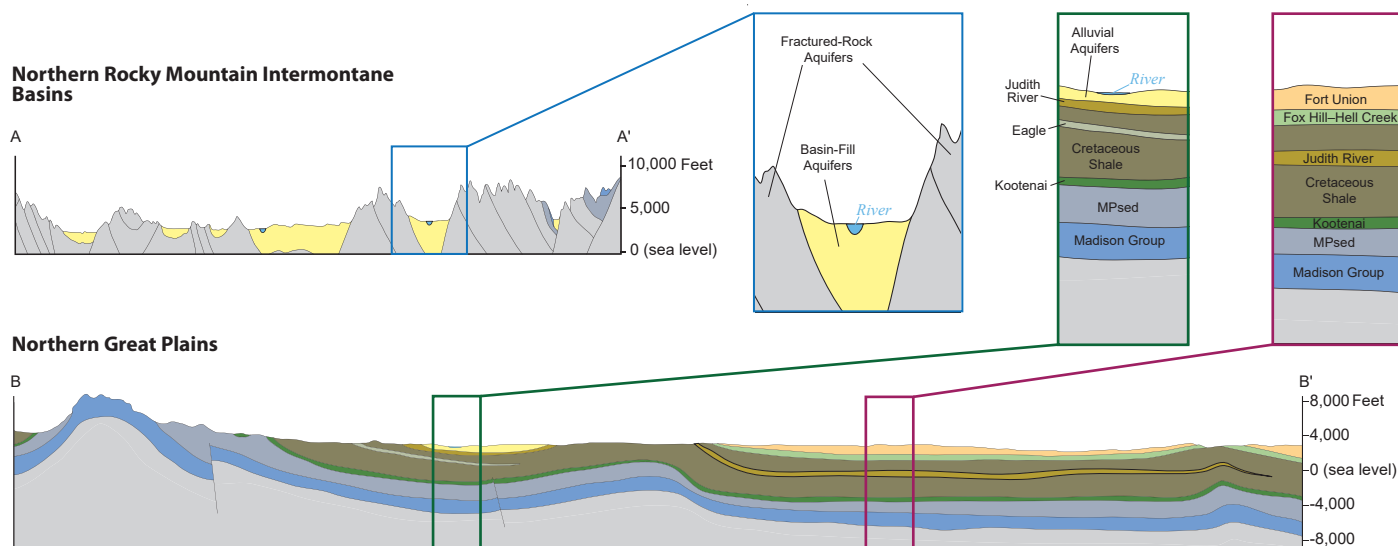 Northern Rocky Mountain Intermontane
Basins
A
A'
10,000 Feet
5,000
0 (sea level)
Fractured-Rock
Aquifers
Basin-Fill
Aquifers
River
Alluvial
Aquifers
River
Judith
River
Eagle
Cretaceous
Shale
Kootenai
MPsed
Madison Group
Fort Union
Fox Hill–Hell Creek
Judith River
Cretaceous
Shale
Kootenai
MPsed
Madison Group
Northern Great Plains
B
B'
8,000 Feet
4,000
0 (sea level)
-4,000
-8,000